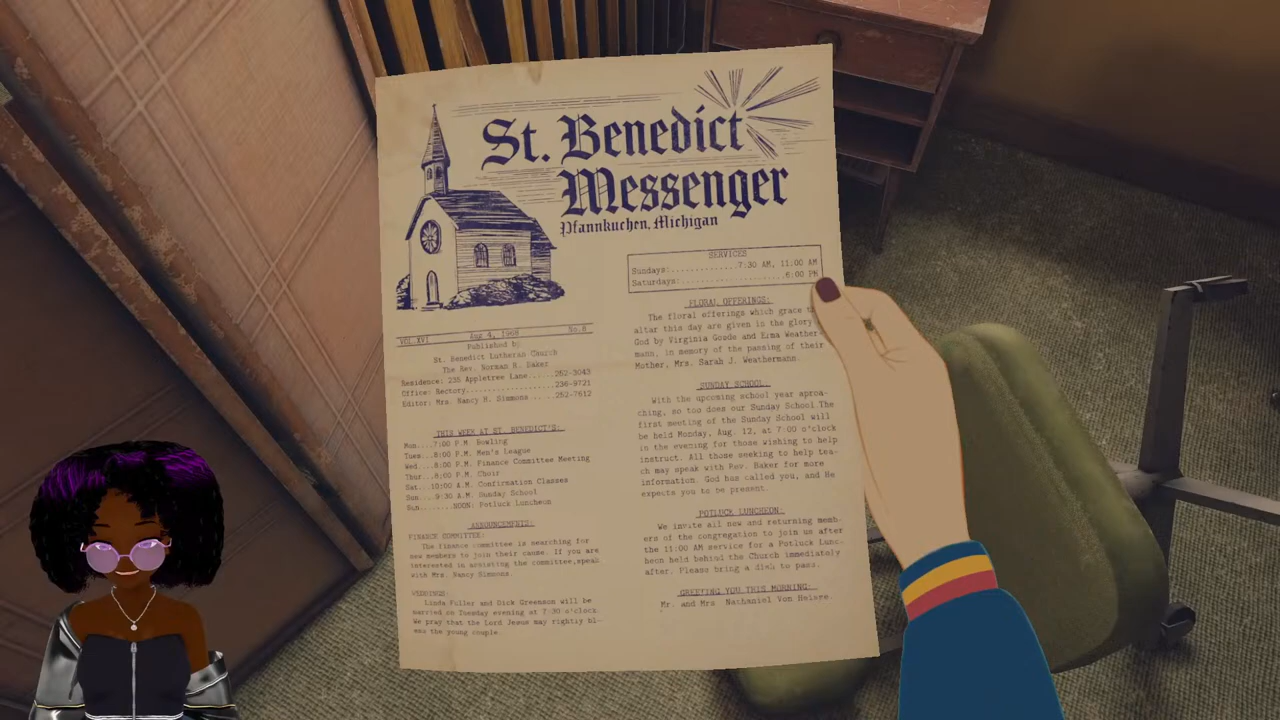 St. Benedict
Messenger
Pfannkuchen, Michigan
SERVICES
Sundays:.............7:30 AM, 11:00 AM
Saturdays:.....................6:00 PM
VOL.XVI Aug 4, 1968 No.8
Published by
St. Benedict Lutheran Church
The Rev. Norman H. Baker
Residence: 235 Appletree Lane......262-3043
Office: Rectory....................236-9721
Editor: Mrs. Nancy H. Simmons .....262-7612
THIS WEEK AT ST. BENEDICT'S:
Mon....7:00 P.M. Bowling
Tues...8:00 P.M. Men's League
Wed....8:00 P.M. Finance Committee Meeting
Thur...8:00 P.M. Choir
Sat...10:00 A.M. Confirmation Classes
Sun....9:30 A.M. Sunday School
Sun.......NOON: Potluck Luncheon
ANNOUNCEMENTS:
FINANCE COMMITTEE:
The finance committee is searching for
new members to join their cause. If you are
interested in assisting the committee,speak
with Mrs. Nancy Simmons.
WEDDINGS:
Linda Fuller and Dick Greenson will be
married on Tuesday evening at 7:00 o'clock.
We pray that the Lord Jesus may rightly bl-
ess the young couple.
FLORAL OFFERINGS:
The floral offerings which grace
altar this day are given to the glory
God by Virginia Goode and Elma Weather-
mann, in memory of the passing of their
Mother, Mrs. Sarah J. Weathermann.
SUNDAY SCHOOL
With the upcoming school year aproa-
ching, so too does our Sunday School The
first meeting of the Sunday School will
be held Monday, Aug. 12, at 7:00 o'clock
in the evening for those wishing to help
instruct. All those seeking to help tea-
ch may speak with Rev. Baker for more
information. God has called you, and He
expects you to be present.
POTLUCK LUNCHEON:
We invite all new and returning memb-
ers of the congregation to join us after
the 11:00 AM service for a Potluck Lunc-
heon held behind the Church immediately
after. Please bring a dish to pass.
GREETING YOU THIS MORNING:
Mr. and Mrs Nathaniel Von Heisse.